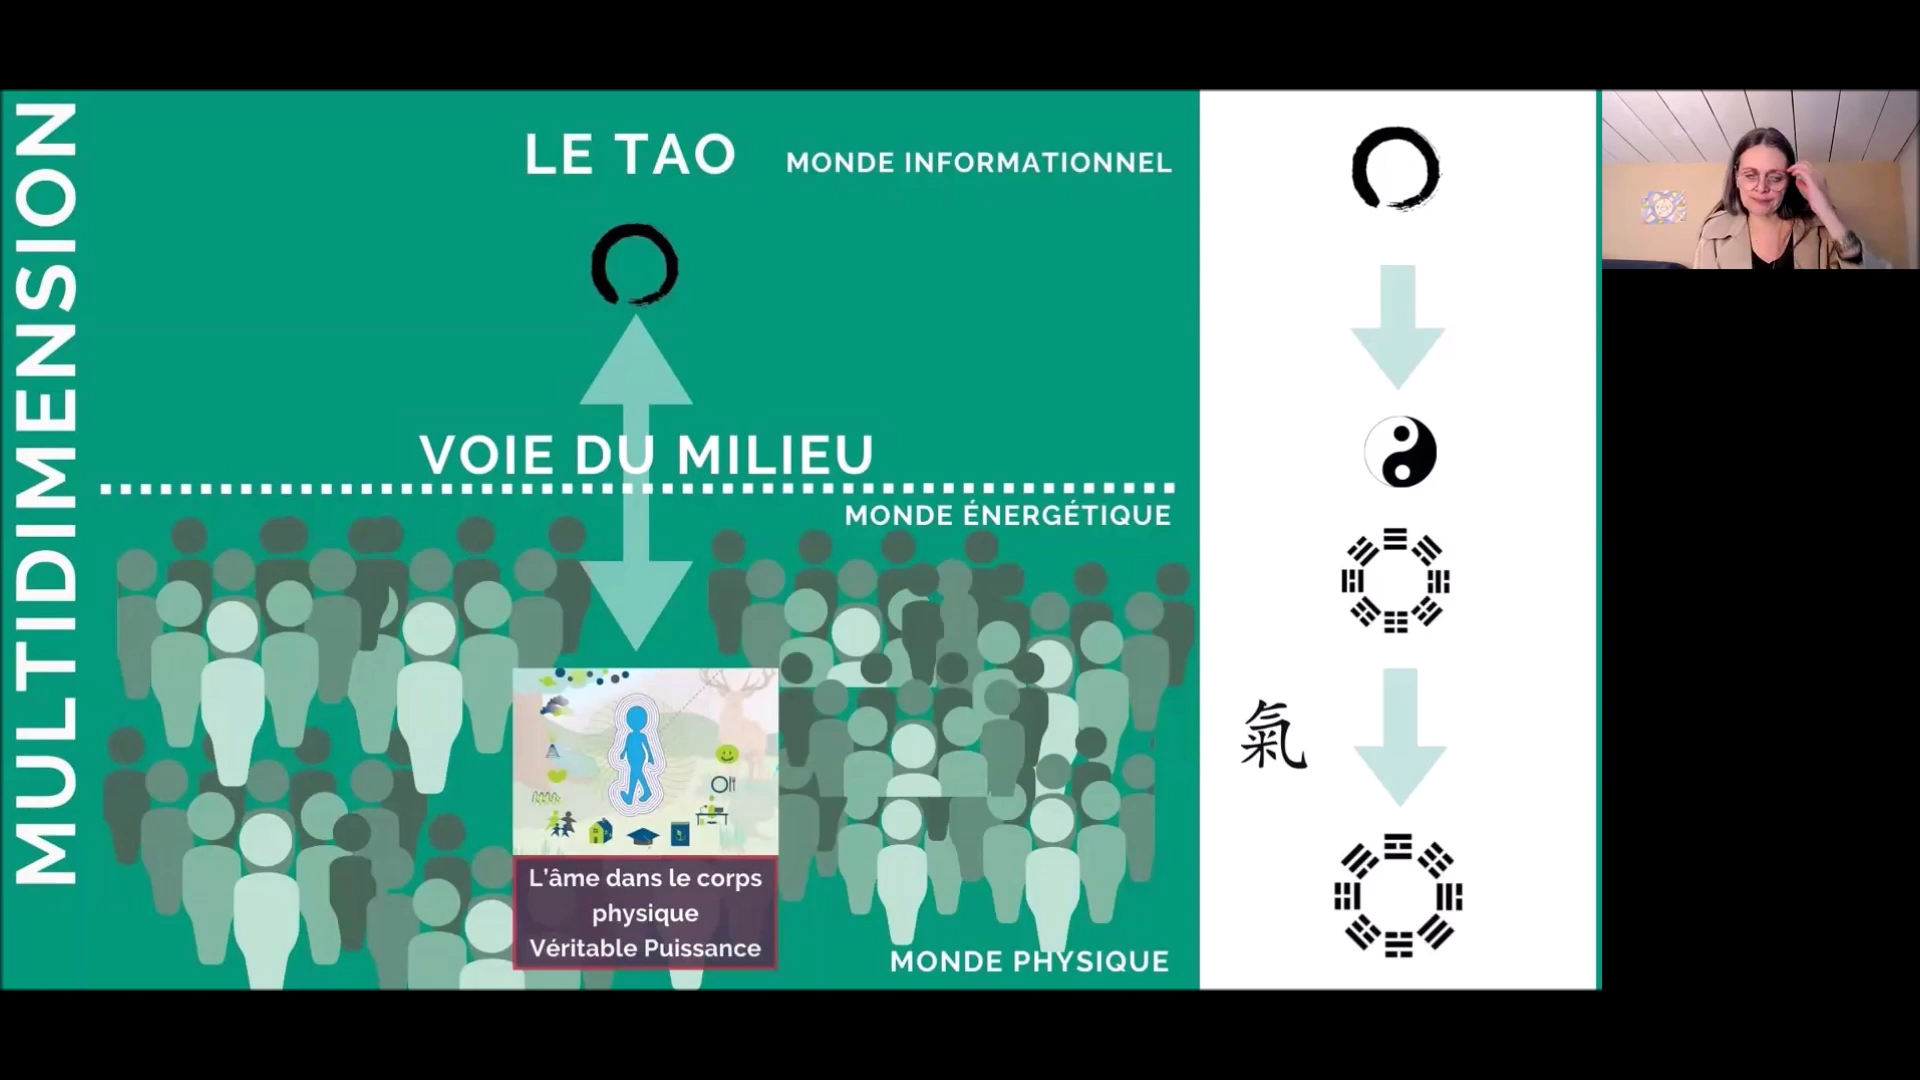 MULTIDIMENSION
LE TAO
MONDE INFORMATIONNEL
VOIE DU MILIEU
MONDE ÉNERGÉTIQUE
氣
L'âme dans le corps
physique
Véritable Puissance
MONDE PHYSIQUE